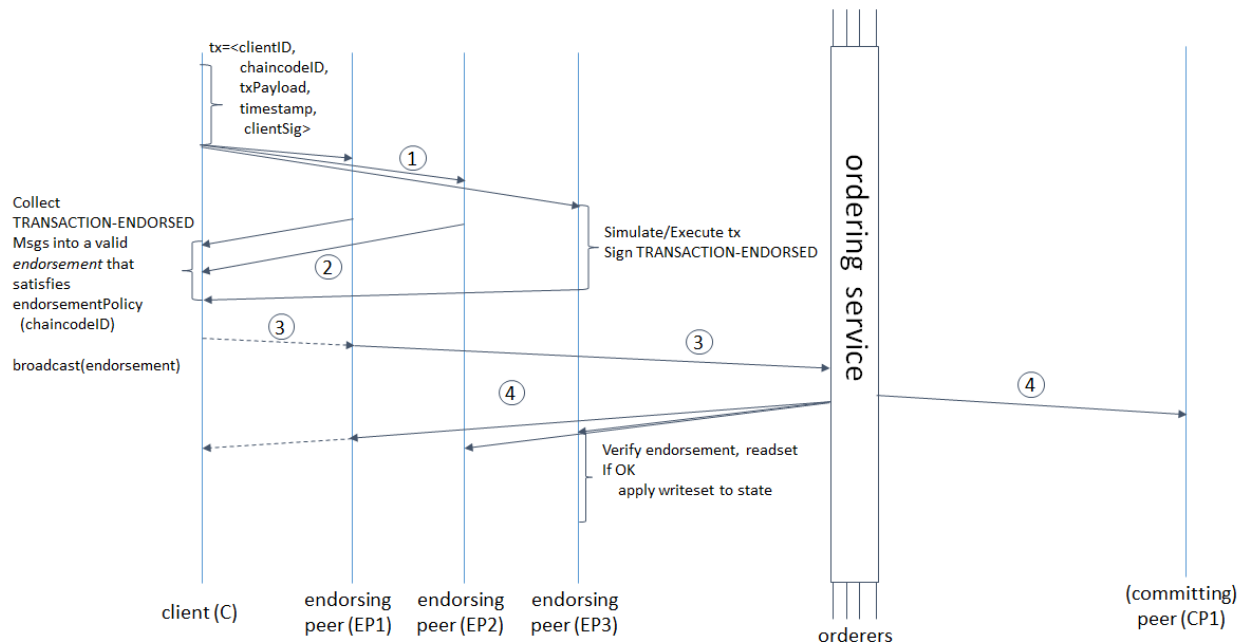 tx=<clientID,
chaincodeID,
txPayload,
timestamp,
clientSig>
1
Collect
TRANSACTION-ENDORSED
Msgs into a valid
endorsement that
satisfies
endorsementPolicy
(chaincodeID)
2
Simulate/Execute tx
Sign TRANSACTION-ENDORSED
ordering service
3
3
broadcast(endorsement)
4
4
Verify endorsement, readset
If OK
apply writeset to state
client (C)
endorsing
peer (EP1)
endorsing
peer (EP2)
endorsing
peer (EP3)
orderers
(committing)
peer (CP1)